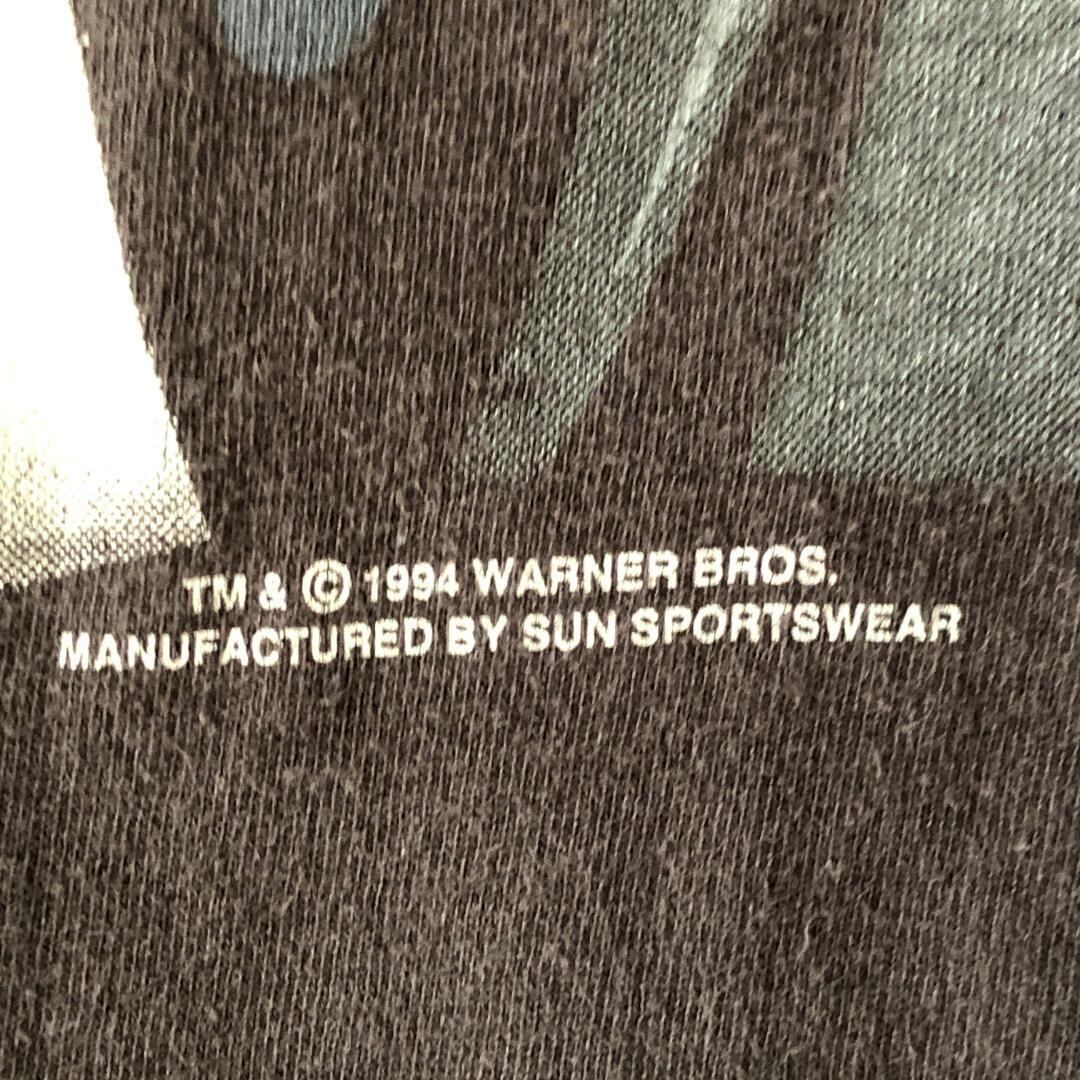 TM & © 1994 WARNER BROS.
MANUFACTURED BY SUN SPORTSWEAR